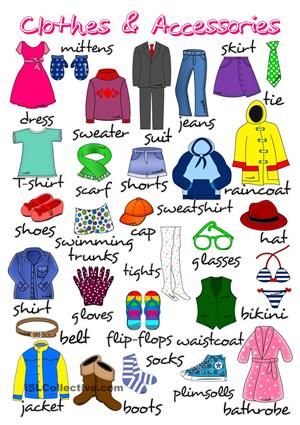 Clothes & Accessories
mittens
skirt
tie
dress
sweater
suit
jeans
T-shirt
scarf
shorts
sweatshirt
raincoat
shoes
swimming
trunks
cap
tights
glasses
hat
shirt
gloves
flip-flops
waistcoat
bikini
belt
socks
jacket
boots
plimsolls
bathrobe
iSLCollective.com